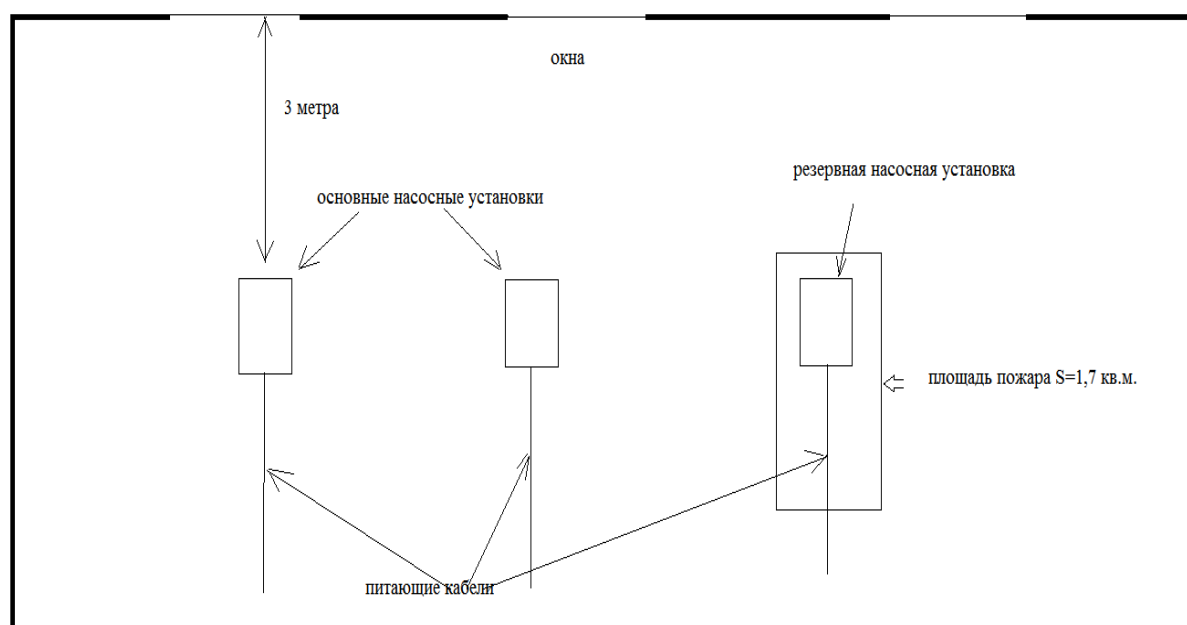 окна
3 метра
резервная насосная установка
основные насосные установки
площадь пожара S=1,7 кв.м.
питающие кабели